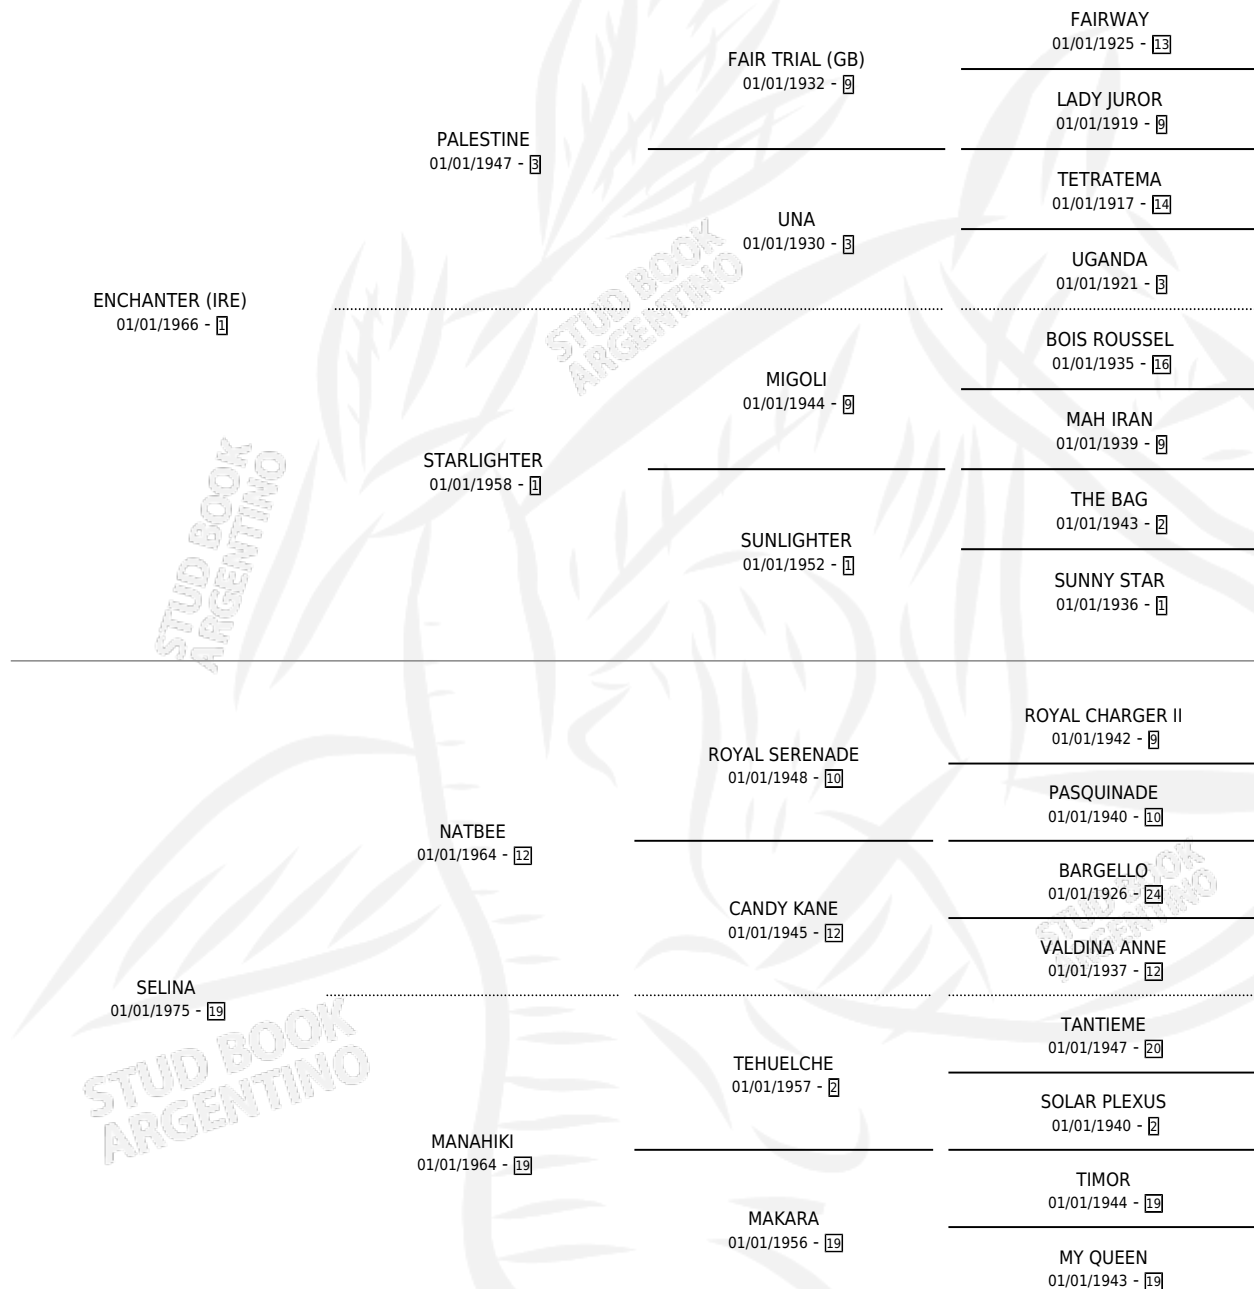 FAIRWAY
01/01/1925 - 13
FAIR TRIAL (GB)
01/01/1932 - 9
LADY JUROR
01/01/1919 - 9
PALESTINE
01/01/1947 - 3
TETRATEMA
01/01/1917 - 14
UNA
01/01/1930 - 3
UGANDA
01/01/1921 - 3
ENCHANTER (IRE)
01/01/1966 - 1
BOIS ROUSSEL
01/01/1935 - 16
MIGOLI
01/01/1944 - 9
MAH IRAN
01/01/1939 - 9
STARLIGHTER
01/01/1958 - 1
THE BAG
01/01/1943 - 2
SUNLIGHTER
01/01/1952 - 1
SUNNY STAR
01/01/1936 - 1
ROYAL CHARGER II
01/01/1942 - 9
ROYAL SERENADE
01/01/1948 - 10
PASQUINADE
01/01/1940 - 10
NATBEE
01/01/1964 - 12
BARGELLO
01/01/1926 - 24
CANDY KANE
01/01/1945 - 12
VALDINA ANNE
01/01/1937 - 12
SELINA
01/01/1975 - 19
TANTIEME
01/01/1947 - 20
TEHUELCHE
01/01/1957 - 2
SOLAR PLEXUS
01/01/1940 - 2
MANAHIKI
01/01/1964 - 19
TIMOR
01/01/1944 - 19
MAKARA
01/01/1956 - 19
MY QUEEN
01/01/1943 - 19
STUD BOOK
ARGENTINO
STUD BOOK
ARGENTINO
STUD BOOK
ARGENTINO
STUD BOOK
ARGENTINO